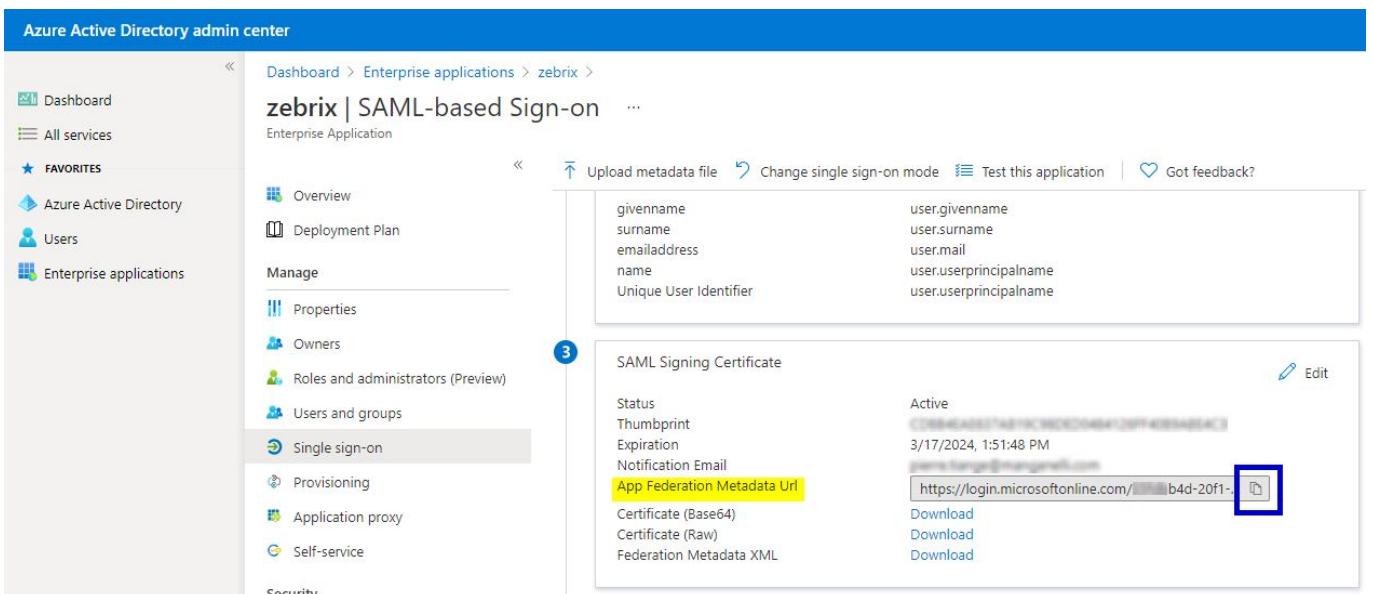 Azure Active Directory admin center
Dashboard
All services
FAVORITES
Azure Active Directory
Users
Enterprise applications
Dashboard > Enterprise applications > zebrix >
zebrix | SAML-based Sign-on ...
Enterprise Application
Overview
Deployment Plan
Manage
Properties
Owners
Roles and administrators (Preview)
Users and groups
Single sign-on
Provisioning
Application proxy
Self-service
Security
Upload metadata file Change single sign-on mode Test this application Got feedback?
givenname user.givenname
surname user.surname
emailaddress user.mail
name user.userprincipalname
Unique User Identifier user.userprincipalname
3
SAML Signing Certificate
Edit
Status Active
Thumbprint
Expiration 3/17/2024, 1:51:48 PM
Notification Email
App Federation Metadata Url https://login.microsoftonline.com/ b4d-20f1-...
Certificate (Base64) Download
Certificate (Raw) Download
Federation Metadata XML Download